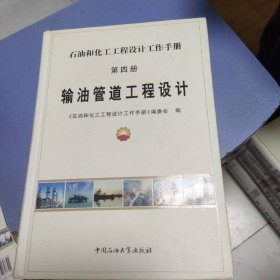 石油和化工工程设计工作手册
第四册
输油管道工程设计
《石油和化工工程设计工作手册》编委会 编
中国石油大学出版社